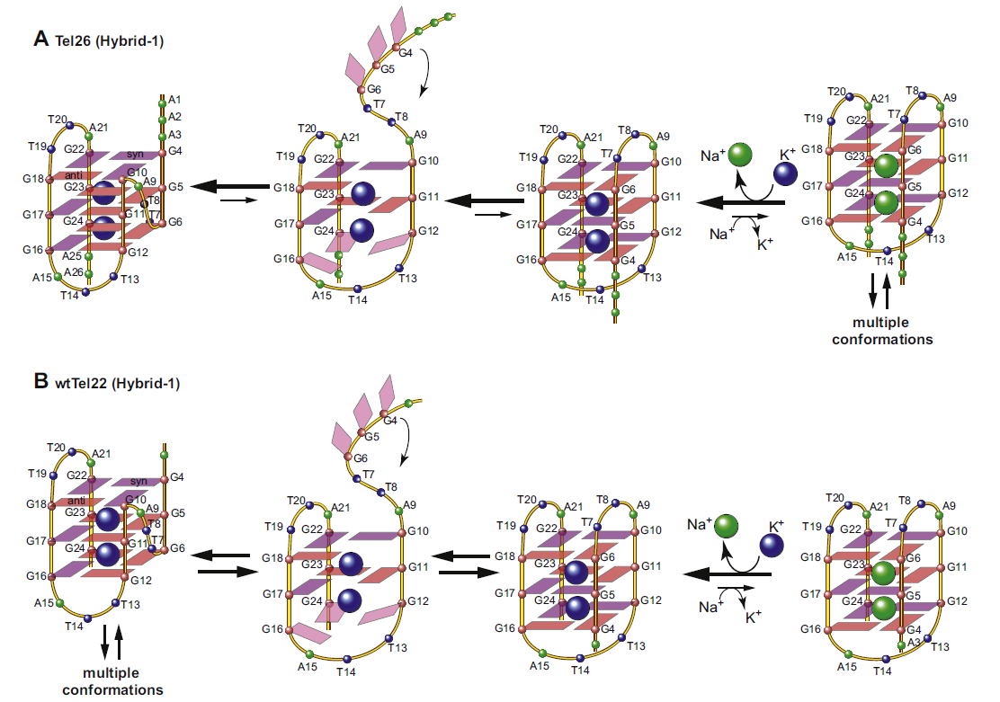 A Tel26 (Hybrid-1)
T20
A21
T19
G22
syn
A1
A2
A3
G4
anti
G18
G23
G10
A9
G5
T8
G17
G24
G11
T7
G6
G16
A25
G12
A15
A26
T13
T14
G4
G5
G6
T7
T8
T20
A21
A9
T19
G22
G10
G18
G23
G11
G17
G24
G12
G16
T13
A15
T14
T20
A21
T8
A9
T19
G22
T7
G10
G18
G23
G6
G11
G17
G24
G5
G12
G16
G4
A15
T14
T13
Na+
K+
Na+
K+
T20
A21
T8
A9
T19
G22
T7
G10
G18
G23
G6
G11
G17
G24
G5
G12
G16
G4
A15
T14
T13
multiple
conformations
B wtTel22 (Hybrid-1)
T20
A21
T19
G22
syn
G4
anti
G18
G23
G10
A9
G5
T8
G17
G24
G11
T7
G6
G16
G12
A15
T13
T14
multiple
conformations
G4
G5
G6
T7
T8
T20
A21
A9
T19
G22
G10
G18
G23
G11
G17
G24
G12
G16
T13
A15
T14
T20
A21
T8
A9
T19
G22
T7
G10
G18
G23
G6
G11
G17
G24
G5
G12
G16
G4
A15
T14
T13
Na+
K+
Na+
K+
T20
A21
T8
A9
T19
G22
T7
G10
G18
G23
G6
G11
G17
G24
G5
G12
G16
G4
A3
T13
A15
T14